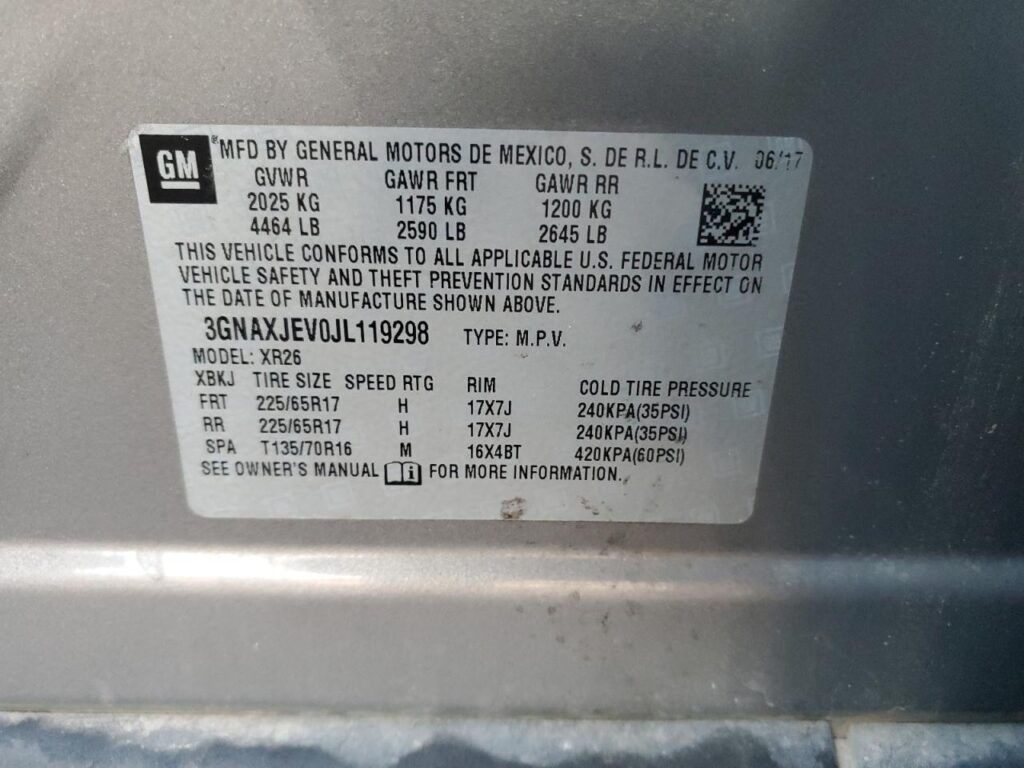 GM ® MFD BY GENERAL MOTORS DE MEXICO, S. DE R.L. DE C.V. 06/17
GVWR GAWR FRT GAWR RR
2025 KG 1175 KG 1200 KG
4464 LB 2590 LB 2645 LB
THIS VEHICLE CONFORMS TO ALL APPLICABLE U.S. FEDERAL MOTOR
VEHICLE SAFETY AND THEFT PREVENTION STANDARDS IN EFFECT ON
THE DATE OF MANUFACTURE SHOWN ABOVE.
3GNAXJEV0JL119298 TYPE: M.P.V.
MODEL: XR26
XBKJ TIRE SIZE SPEED RTG RIM COLD TIRE PRESSURE
FRT 225/65R17 H 17X7J 240KPA(35PSI)
RR 225/65R17 H 17X7J 240KPA(35PSI)
SPA T135/70R16 M 16X4BT 420KPA(60PSI)
SEE OWNER'S MANUAL i FOR MORE INFORMATION.